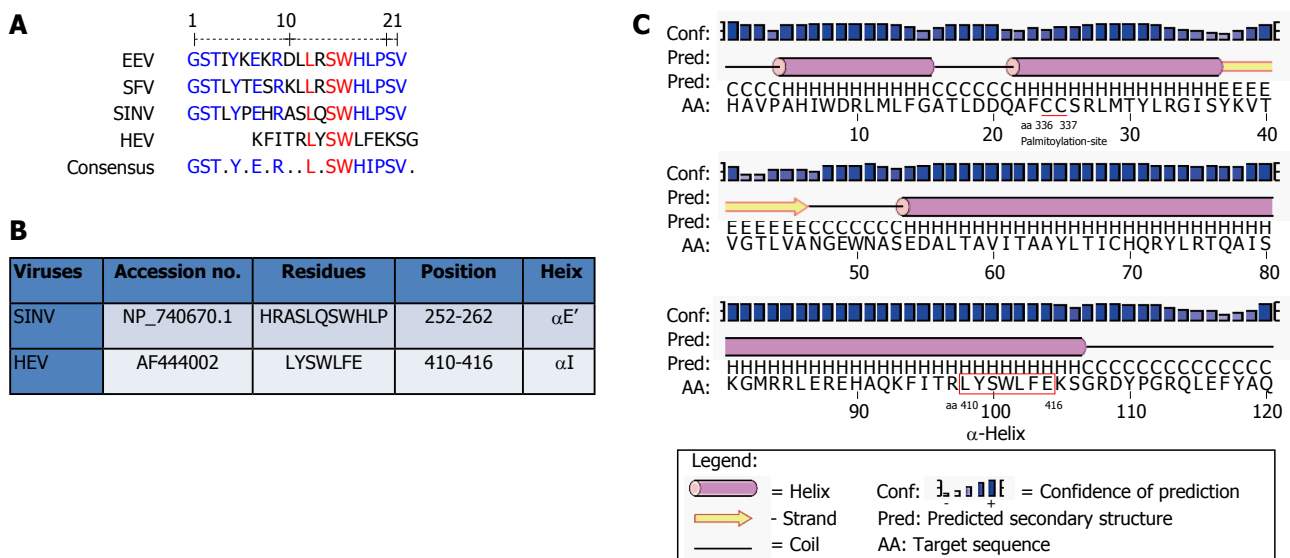 A
1 10 21
EEV GSTIYKEKRDLLRSWHLPSV
SFV GSTLYTESRKLLRSWHLPSV
SINV GSTLYPEHRASLQSWHLPSV
HEV KFITRLYSWLFEKSG
Consensus GST.Y.E.R..L.SWHIPSV.
B
Viruses Accession no. Residues Position Heix
SINV NP_740670.1 HRASLQSWHLP 252-262 αE′
HEV AF444002 LYSWLFE 410-416 αI
C
Conf:
Pred:
Pred: CCCCHHHHHHHHHHHCCCCCCHHHHHHHHHHHHHHHEEEE
AA: HAVPAHIWDRLMLFGATLDDQAFCCSRLMTYLRGISYKVT
10 20 aa 336 337 30 40
Palmitoylation-site
Conf:
Pred:
Pred: EEEEEECCCCCCCHHHHHHHHHHHHHHHHHHHHHHHHHHH
AA: VGTLVANGEWNASEDALTAVITAAYLTICHQRYLRTQAIS
50 60 70 80
Conf:
Pred:
Pred: HHHHHHHHHHHHHHHHHHHHHHHHHHCCCCCCCCCCCCCC
AA: KGMRRLEREHAQKFITRLYSWLFEKSGRDYPGRQLEFYAQ
90 aa 410 100 416 110 120
α-Helix
Legend:
= Helix Conf: - + = Confidence of prediction
- Strand Pred: Predicted secondary structure
= Coil AA: Target sequence